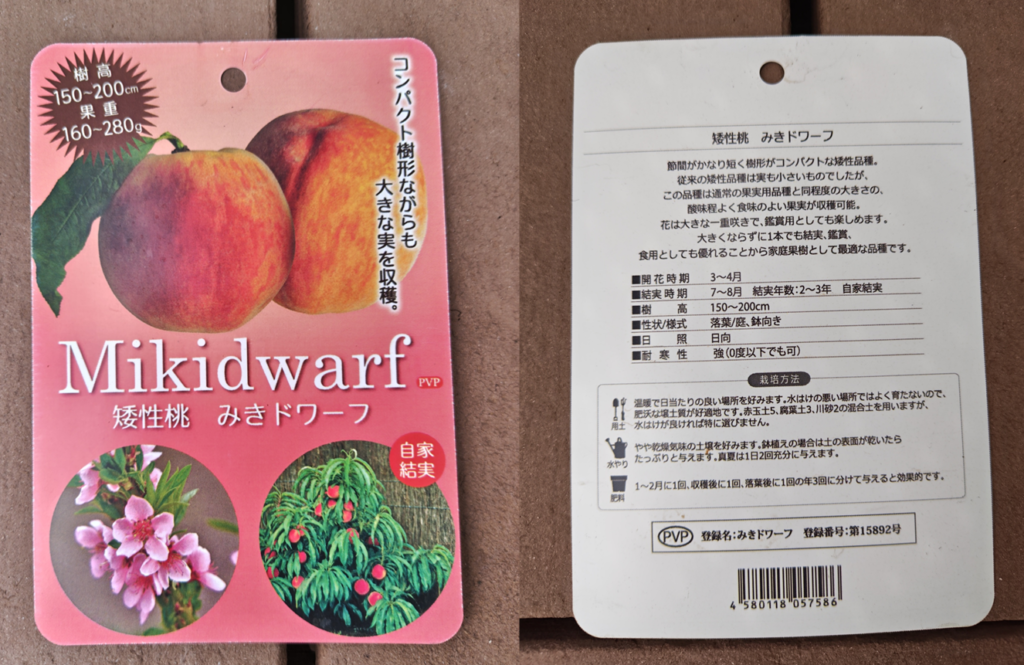 樹高
150~200cm
果重
160~280g
コンパクト樹形ながらも
大きな実を収穫。
Mikidwarf PVP
矮性桃 みきドワーフ
自家
結実
矮性桃 みきドワーフ
節間がかなり短く樹形がコンパクトな矮性品種。
従来の矮性品種は実も小さいものでしたが、
この品種は通常の果実用品種と同程度の大きさの、
酸味程よく食味のよい果実が収穫可能。
花は大きな一重咲きで、鑑賞用としても楽しめます。
大きくならずに1本でも結実、鑑賞、
食用としても優れることから家庭果樹として最適な品種です。
■開花時期 3~4月
■結実時期 7~8月 結実年数:2~3年 自家結実
■樹高 150~200cm
■性状/様式 落葉/庭、鉢向き
■日照 日向
■耐寒性 強(0度以下でも可)
栽培方法
用土
温暖で日当たりの良い場所を好みます。水はけの悪い場所ではよく育たないので、
肥沃な壌土質が好適地です。赤玉土5、腐葉土3、川砂2の混合土を用いますが、
水はけが良ければ特に選びません。
水やり
やや乾燥気味の土壌を好みます。鉢植えの場合は土の表面が乾いたら
たっぷりと与えます。真夏は1日2回充分に与えます。
肥料
1~2月に1回、収穫後に1回、落葉後に1回の年3回に分けて与えると効果的です。
PVP 登録名:みきドワーフ 登録番号:第15892号
4 580118 057586